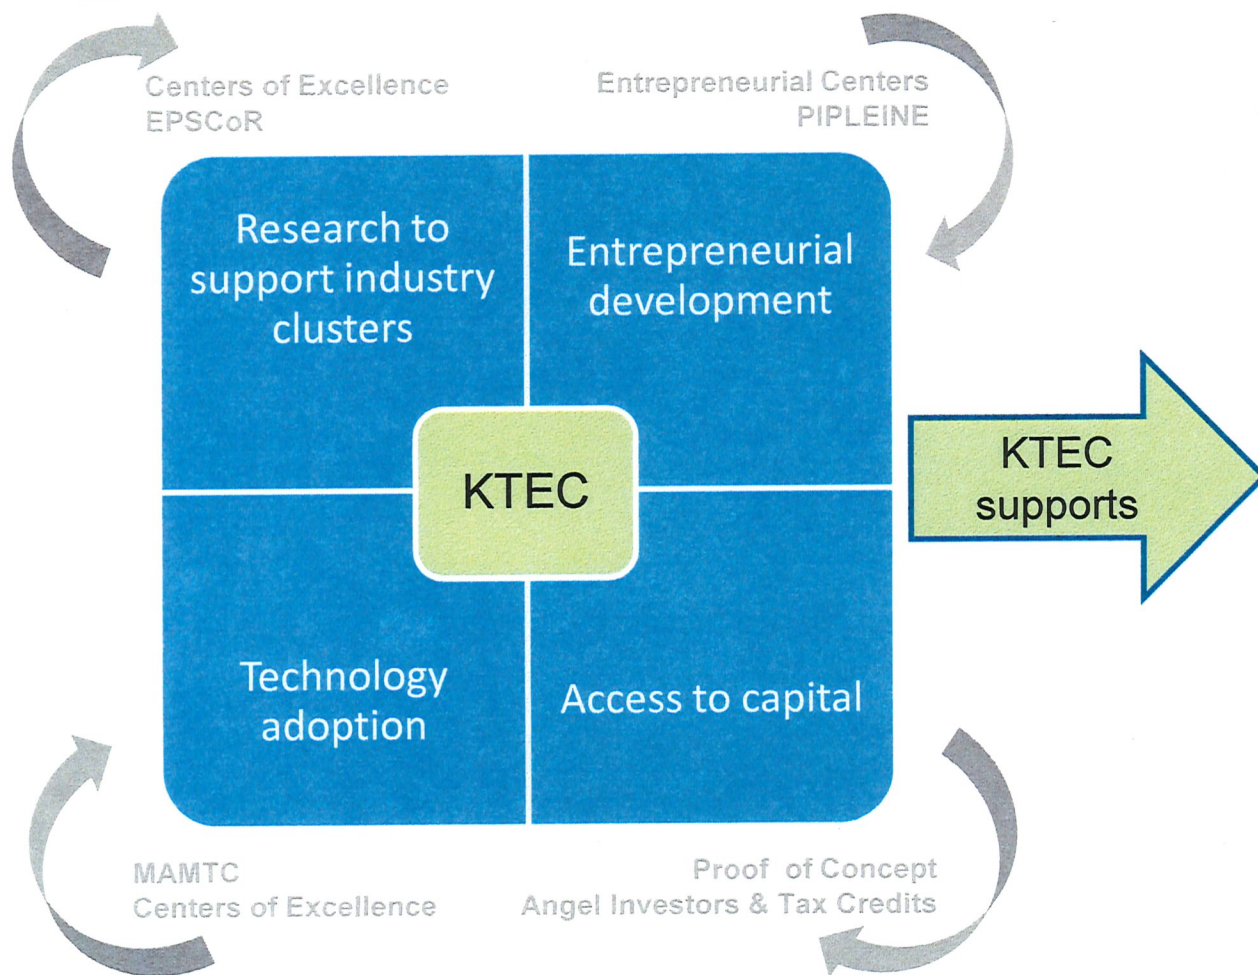 Centers of Excellence
EPSCoR
Entrepreneurial Centers
PIPLEINE
Research to
support industry
clusters
Entrepreneurial
development
KTEC
KTEC
supports
Technology
adoption
Access to capital
MAMTC
Centers of Excellence
Proof of Concept
Angel Investors & Tax Credits